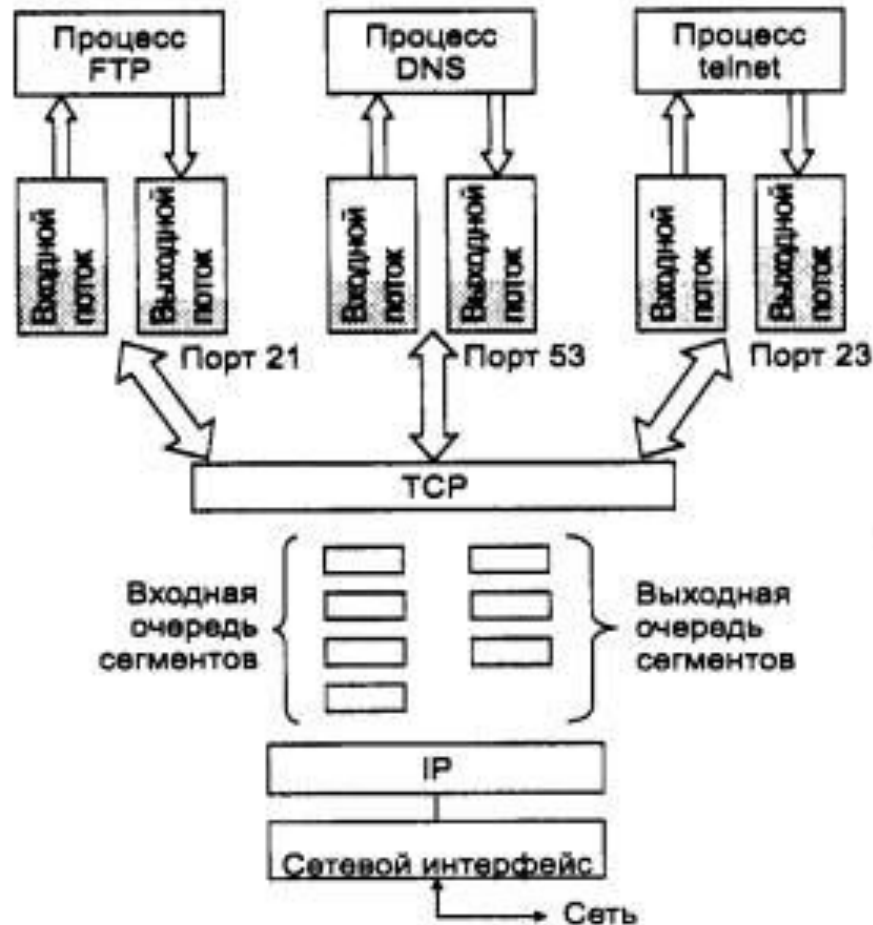 Процесс
FTP
Процесс
DNS
Процесс
telnet
Входной
поток
Выходной
поток
Входной
поток
Выходной
поток
Входной
поток
Выходной
поток
Порт 21
Порт 53
Порт 23
TCP
Входная
очередь
сегментов
Выходная
очередь
сегментов
IP
Сетевой интерфейс
Сеть